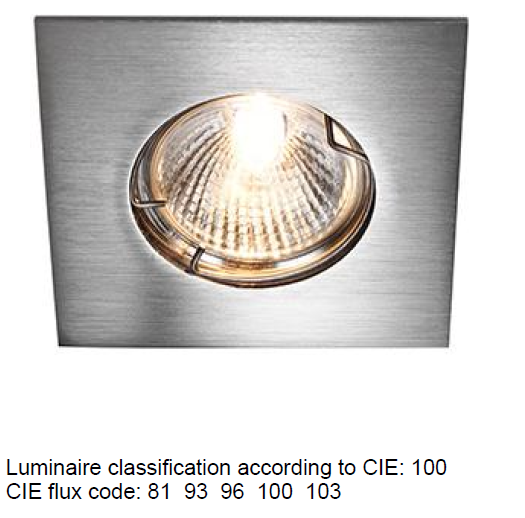 Luminaire classification according to CIE: 100
CIE flux code: 81 93 96 100 103